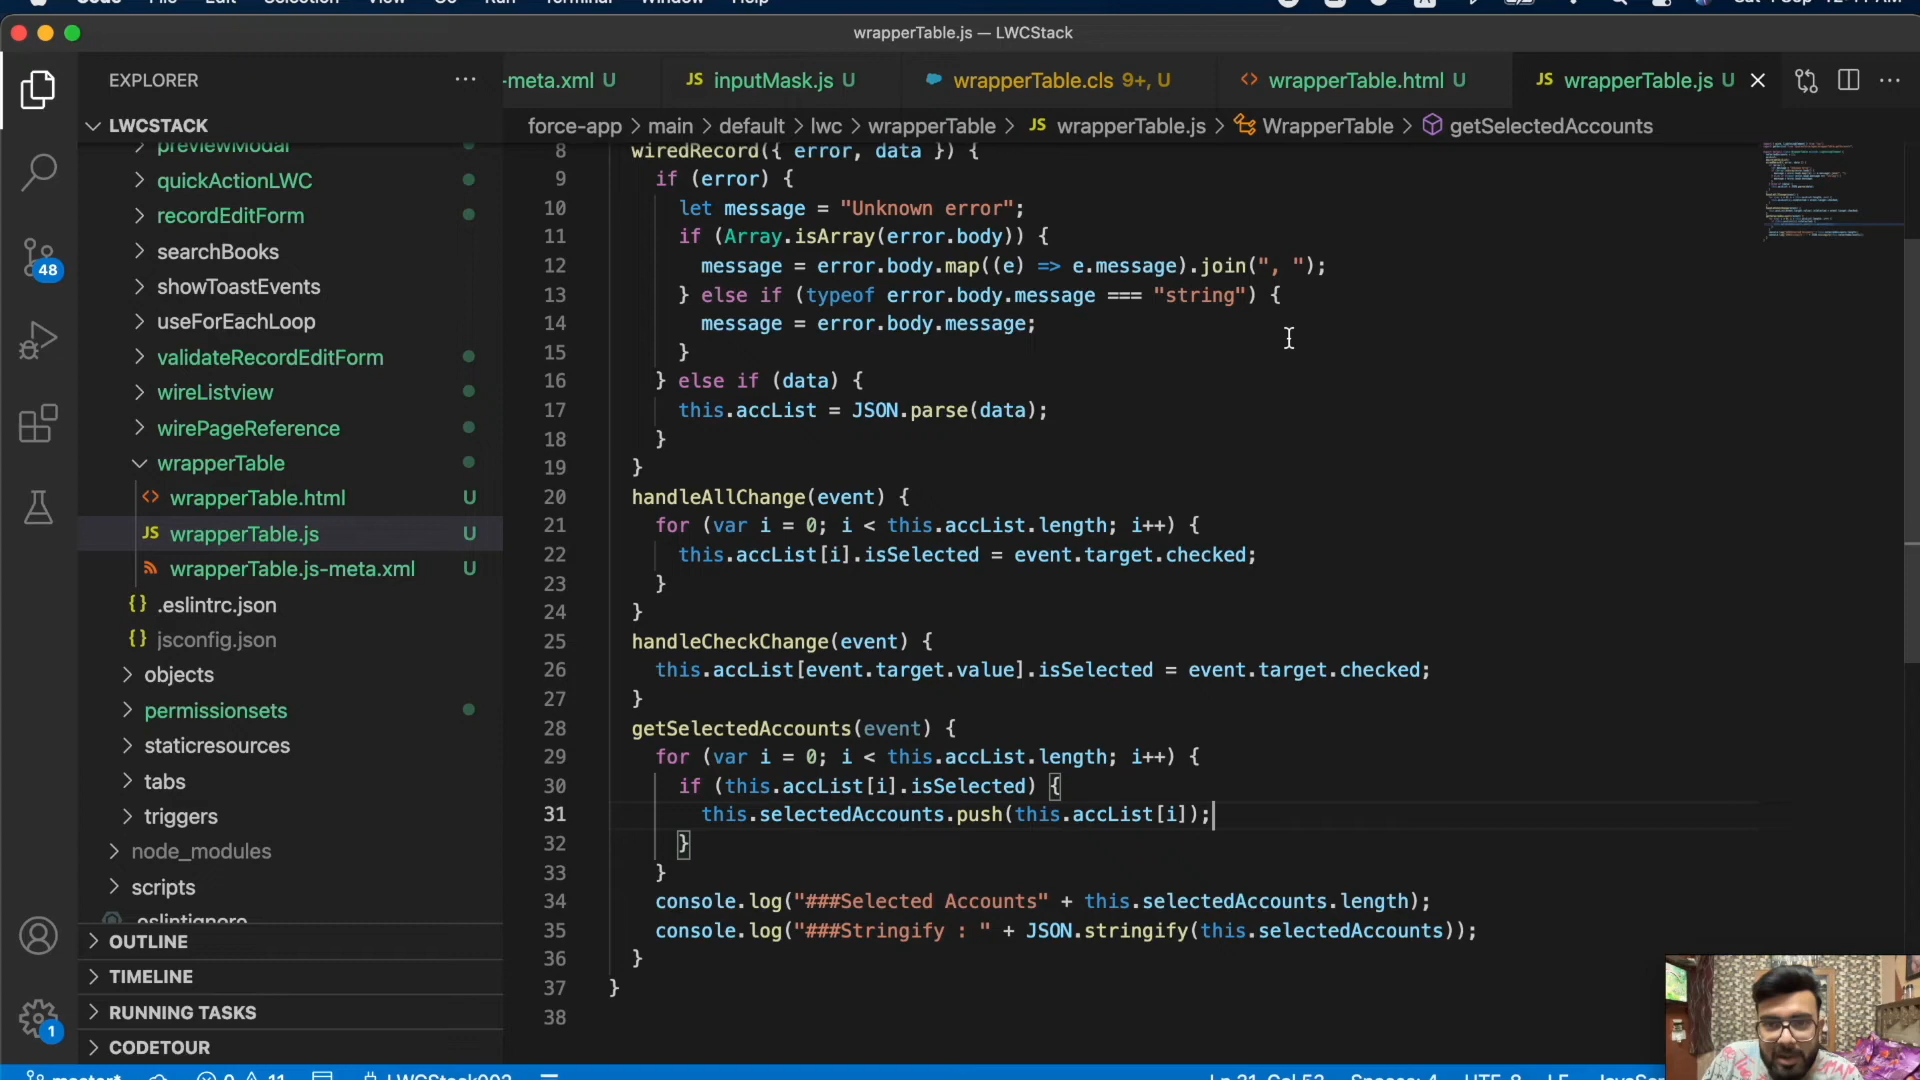 wrapperTable.js — LWCStack
EXPLORER ···
-meta.xml U
JS inputMask.js U
wrapperTable.cls 9+, U
<> wrapperTable.html U
JS wrapperTable.js U
···
LWCSTACK
force-app > main > default > lwc > wrapperTable > JS wrapperTable.js > WrapperTable > getSelectedAccounts
previewModal
quickActionLWC
recordEditForm
searchBooks
showToastEvents
useForEachLoop
validateRecordEditForm
wireListview
wirePageReference
wrapperTable
<> wrapperTable.html U
JS wrapperTable.js U
wrapperTable.js-meta.xml U
{} .eslintrc.json
{} jsconfig.json
objects
permissionsets
staticresources
tabs
triggers
node_modules
scripts
.eslintignore
OUTLINE
TIMELINE
RUNNING TASKS
CODETOUR
48
1
8 wiredRecord({ error, data }) {
9 if (error) {
10 let message = "Unknown error";
11 if (Array.isArray(error.body)) {
12 message = error.body.map((e) => e.message).join(", ");
13 } else if (typeof error.body.message === "string") {
14 message = error.body.message;
15 }
16 } else if (data) {
17 this.accList = JSON.parse(data);
18 }
19 }
20 handleAllChange(event) {
21 for (var i = 0; i < this.accList.length; i++) {
22 this.accList[i].isSelected = event.target.checked;
23 }
24 }
25 handleCheckChange(event) {
26 this.accList[event.target.value].isSelected = event.target.checked;
27 }
28 getSelectedAccounts(event) {
29 for (var i = 0; i < this.accList.length; i++) {
30 if (this.accList[i].isSelected) {
31 this.selectedAccounts.push(this.accList[i]);
32 }
33 }
34 console.log("###Selected Accounts" + this.selectedAccounts.length);
35 console.log("###Stringify : " + JSON.stringify(this.selectedAccounts));
36 }
37 }
38